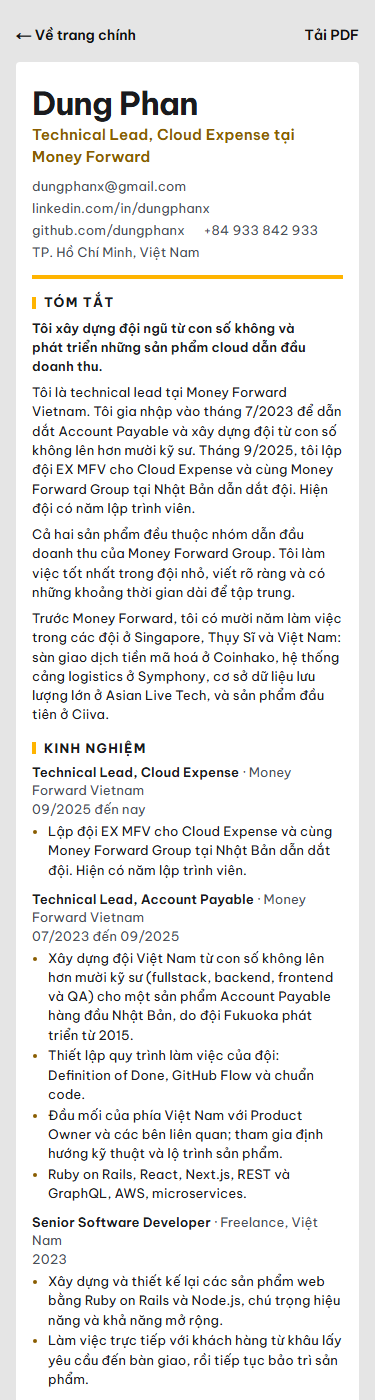 ← Về trang chính
Tải PDF
Dung Phan
Technical Lead, Cloud Expense tại
Money Forward
dungphanx@gmail.com
linkedin.com/in/dungphanx
github.com/dungphanx +84 933 842 933
TP. Hồ Chí Minh, Việt Nam
TÓM TẮT
Tôi xây dựng đội ngũ từ con số không và
phát triển những sản phẩm cloud dẫn đầu
doanh thu.
Tôi là technical lead tại Money Forward
Vietnam. Tôi gia nhập vào tháng 7/2023 để dẫn
dắt Account Payable và xây dựng đội từ con số
không lên hơn mười kỹ sư. Tháng 9/2025, tôi lập
đội EX MFV cho Cloud Expense và cùng Money
Forward Group tại Nhật Bản dẫn dắt đội. Hiện
đội có năm lập trình viên.
Cả hai sản phẩm đều thuộc nhóm dẫn đầu
doanh thu của Money Forward Group. Tôi làm
việc tốt nhất trong đội nhỏ, viết rõ ràng và có
những khoảng thời gian dài để tập trung.
Trước Money Forward, tôi có mười năm làm việc
trong các đội ở Singapore, Thụy Sĩ và Việt Nam:
sàn giao dịch tiền mã hoá ở Coinhako, hệ thống
cảng logistics ở Symphony, cơ sở dữ liệu lưu
lượng lớn ở Asian Live Tech, và sản phẩm đầu
tiên ở Ciiva.
KINH NGHIỆM
Technical Lead, Cloud Expense · Money
Forward Vietnam
09/2025 đến nay
• Lập đội EX MFV cho Cloud Expense và cùng
Money Forward Group tại Nhật Bản dẫn dắt
đội. Hiện có năm lập trình viên.
Technical Lead, Account Payable · Money
Forward Vietnam
07/2023 đến 09/2025
• Xây dựng đội Việt Nam từ con số không lên
hơn mười kỹ sư (fullstack, backend, frontend
và QA) cho một sản phẩm Account Payable
hàng đầu Nhật Bản, do đội Fukuoka phát
triển từ 2015.
• Thiết lập quy trình làm việc của đội:
Definition of Done, GitHub Flow và chuẩn
code.
• Đầu mối của phía Việt Nam với Product
Owner và các bên liên quan; tham gia định
hướng kỹ thuật và lộ trình sản phẩm.
• Ruby on Rails, React, Next.js, REST và
GraphQL, AWS, microservices.
Senior Software Developer · Freelance, Việt
Nam
2023
• Xây dựng và thiết kế lại các sản phẩm web
bằng Ruby on Rails và Node.js, chú trọng hiệu
năng và khả năng mở rộng.
• Làm việc trực tiếp với khách hàng từ khâu lấy
yêu cầu đến bàn giao, rồi tiếp tục bảo trì sản
phẩm.